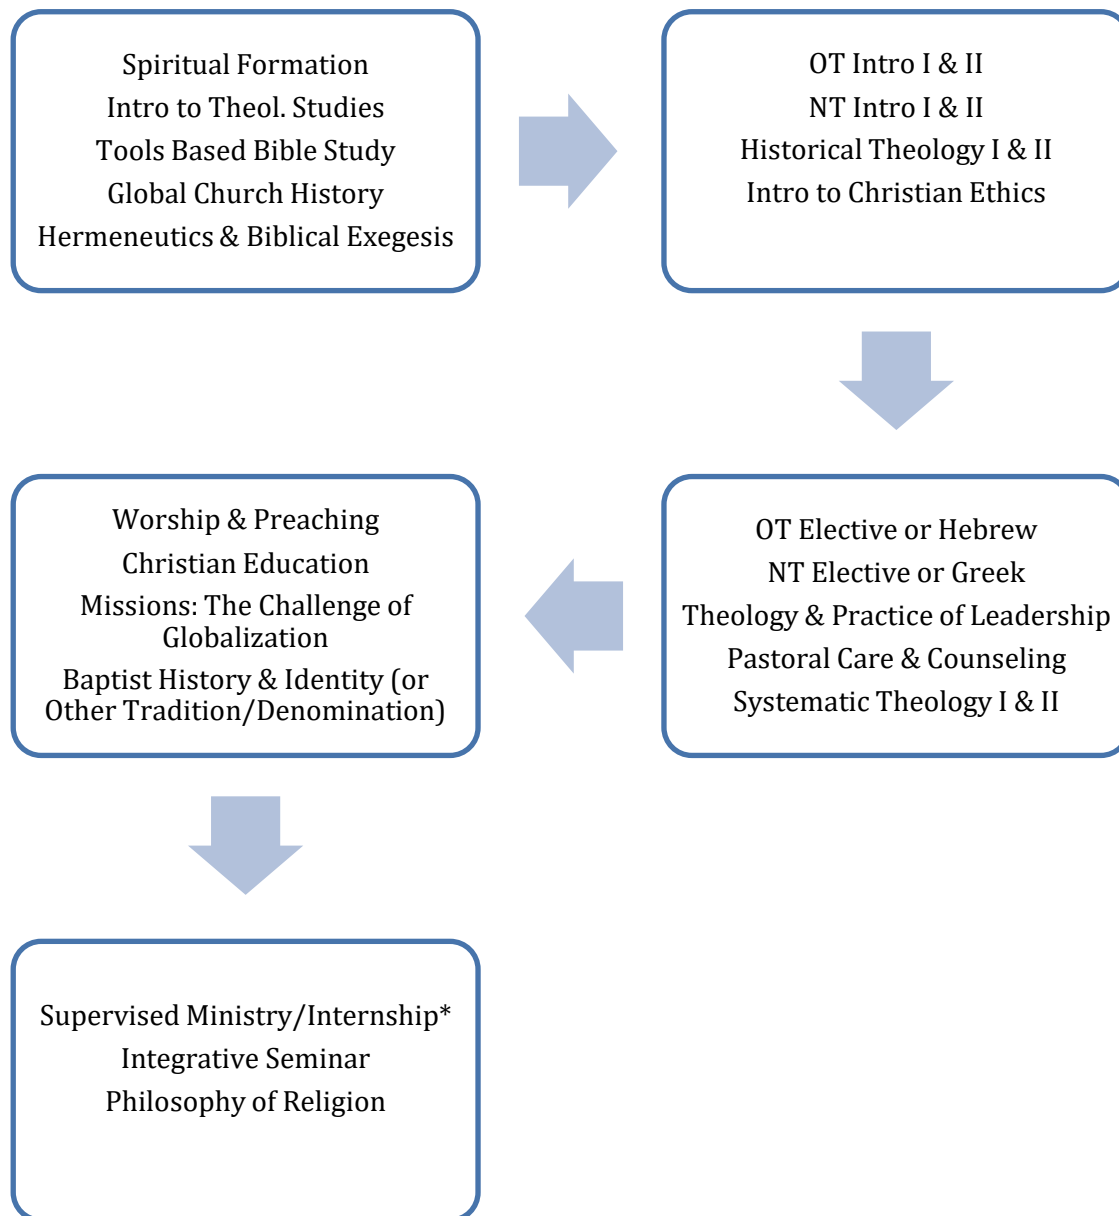 Spiritual Formation
Intro to Theol. Studies
Tools Based Bible Study
Global Church History
Hermeneutics & Biblical Exegesis
OT Intro I & II
NT Intro I & II
Historical Theology I & II
Intro to Christian Ethics
OT Elective or Hebrew
NT Elective or Greek
Theology & Practice of Leadership
Pastoral Care & Counseling
Systematic Theology I & II
Worship & Preaching
Christian Education
Missions: The Challenge of
Globalization
Baptist History & Identity (or
Other Tradition/Denomination)
Supervised Ministry/Internship*
Integrative Seminar
Philosophy of Religion